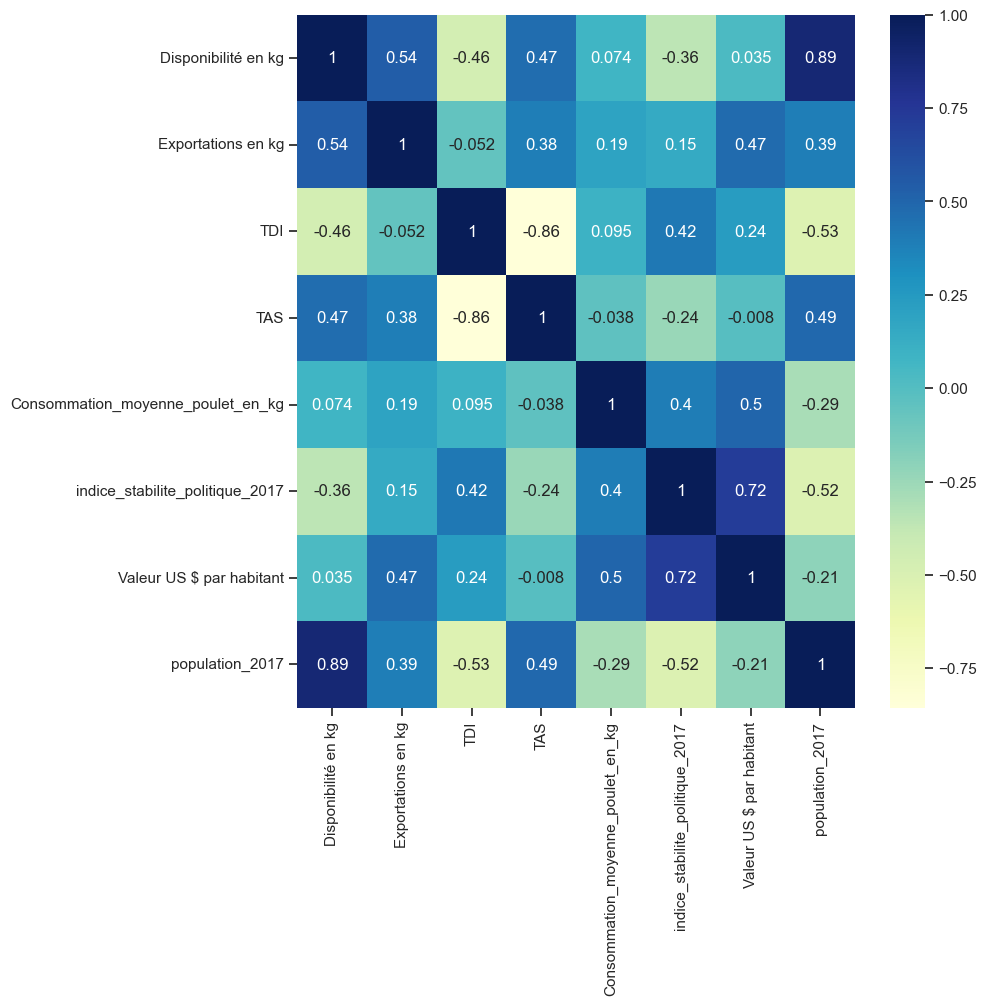 Disponibilité en kg 1 0.54 -0.46 0.47 0.074 -0.36 0.035 0.89
Exportations en kg 0.54 1 -0.052 0.38 0.19 0.15 0.47 0.39
TDI -0.46 -0.052 1 -0.86 0.095 0.42 0.24 -0.53
TAS 0.47 0.38 -0.86 1 -0.038 -0.24 -0.008 0.49
Consommation_moyenne_poulet_en_kg 0.074 0.19 0.095 -0.038 1 0.4 0.5 -0.29
indice_stabilite_politique_2017 -0.36 0.15 0.42 -0.24 0.4 1 0.72 -0.52
Valeur US $ par habitant 0.035 0.47 0.24 -0.008 0.5 0.72 1 -0.21
population_2017 0.89 0.39 -0.53 0.49 -0.29 -0.52 -0.21 1
Disponibilité en kg
Exportations en kg
TDI
TAS
Consommation_moyenne_poulet_en_kg
indice_stabilite_politique_2017
Valeur US $ par habitant
population_2017
1.00
0.75
0.50
0.25
0.00
−0.25
−0.50
−0.75